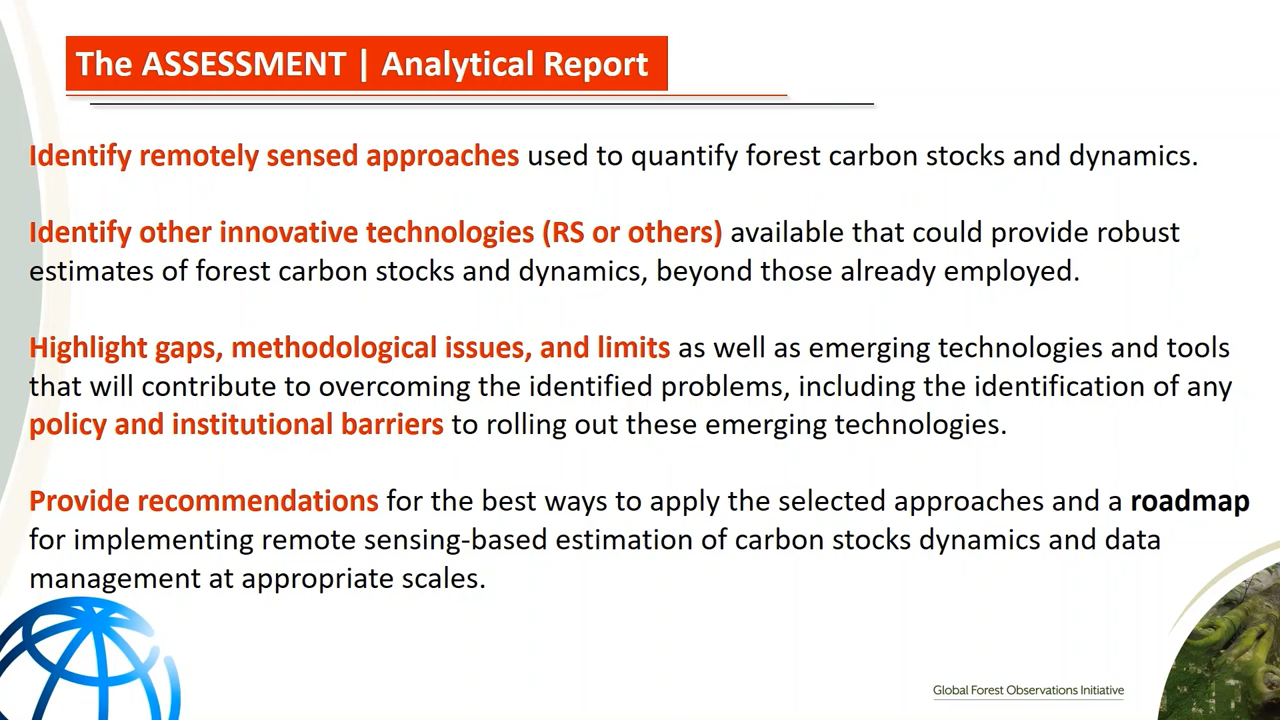 The ASSESSMENT | Analytical Report
Identify remotely sensed approaches used to quantify forest carbon stocks and dynamics.
Identify other innovative technologies (RS or others) available that could provide robust
estimates of forest carbon stocks and dynamics, beyond those already employed.
Highlight gaps, methodological issues, and limits as well as emerging technologies and tools
that will contribute to overcoming the identified problems, including the identification of any
policy and institutional barriers to rolling out these emerging technologies.
Provide recommendations for the best ways to apply the selected approaches and a roadmap
for implementing remote sensing-based estimation of carbon stocks dynamics and data
management at appropriate scales.
Global Forest Observations Initiative